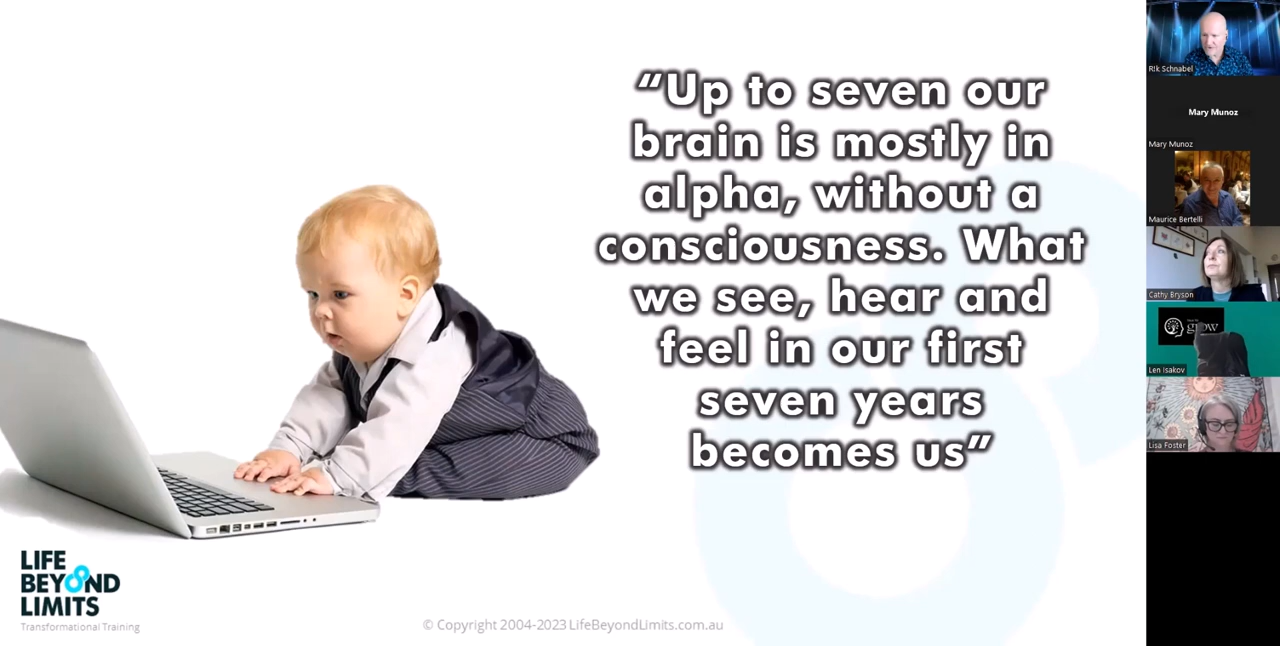 “Up to seven our
brain is mostly in
alpha, without a
consciousness. What
we see, hear and
feel in our first
seven years
becomes us”
LIFE
BEYOND
LIMITS
Transformational Training
© Copyright 2004-2023 LifeBeyondLimits.com.au
Rik Schnabel
Mary Munoz
Mary Munoz
Maurice Bertelli
Cathy Bryson
grow
Len Isakov
Lisa Foster